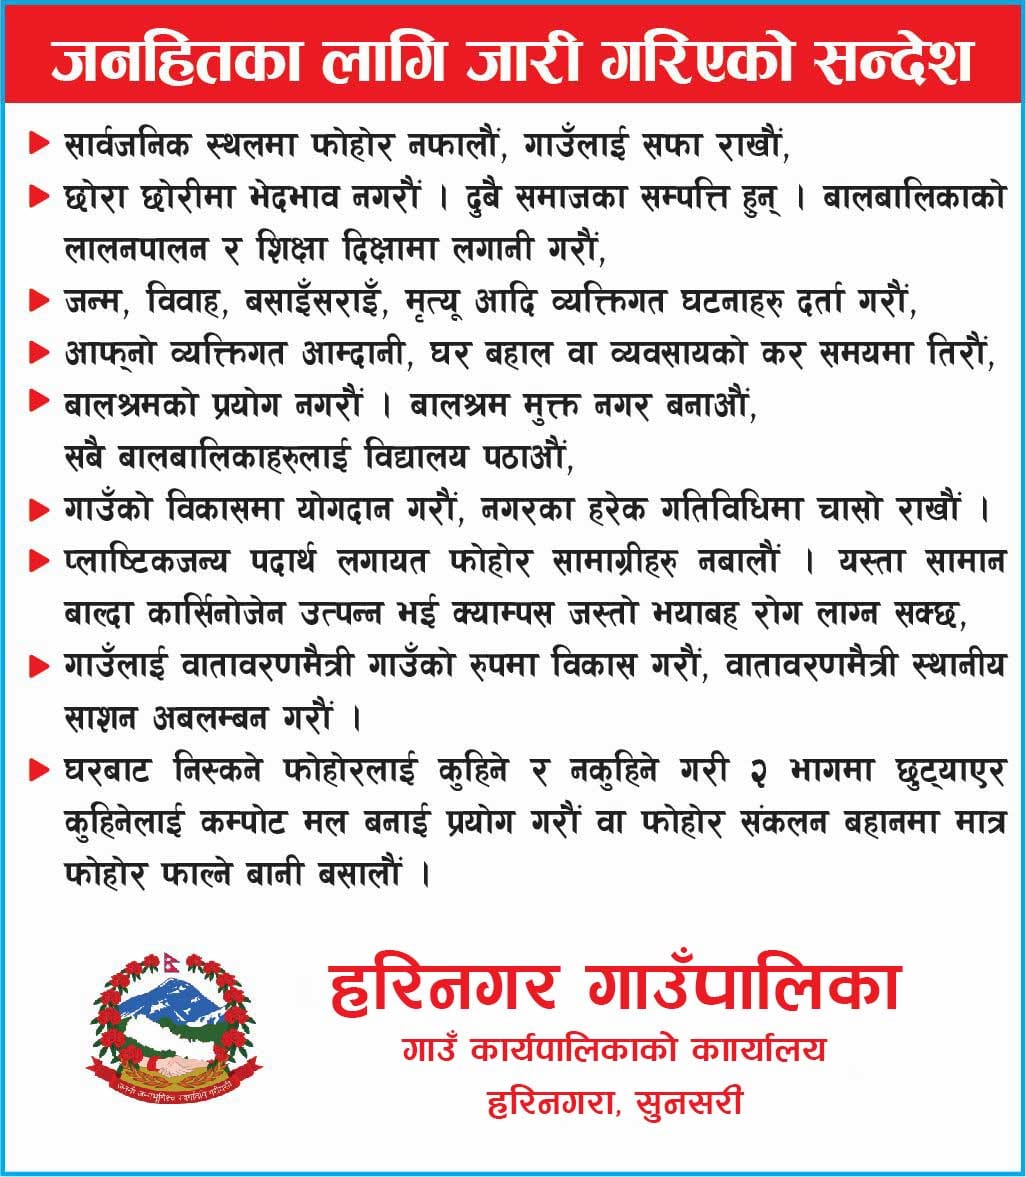 जनहितका लागि जारी गरिएको सन्देश
सार्वजनिक स्थलमा फोहोर नफालौं, गाउँलाई सफा राखौं,
छोरा छोरीमा भेदभाव नगरौं । दुबै समाजका सम्पत्ति हुन् । बालबालिकाको
लालनपालन र शिक्षा दिक्षामा लगानी गरौं,
जन्म, विवाह, बसाइँसराइँ, मृत्यू आदि व्यक्तिगत घटनाहरु दर्ता गरौं,
आफ्‌नो व्यक्तिगत आम्दानी, घर बहाल वा व्यवसायको कर समयमा तिरौं,
बालश्रमको प्रयोग नगरौं । बालश्रम मुक्त नगर बनाऔं,
सबै बालबालिकाहरुलाई विद्यालय पठाऔं,
गाउँको विकासमा योगदान गरौं, नगरका हरेक गतिविधिमा चासो राखौं ।
प्लाष्टिकजन्य पदार्थ लगायत फोहोर सामाग्रीहरु नबालौं । यस्ता सामान
बाल्दा कार्सिनोजेन उत्पन्न भई क्याम्पस जस्तो भयाबह रोग लाग्न सक्छ,
गाउँलाई वातावरणमैत्री गाउँको रुपमा विकास गरौं, वातावरणमैत्री स्थानीय
साशन अबलम्बन गरौं ।
घरबाट निस्कने फोहोरलाई कुहिने र नकुहिने गरी २ भागमा छुट्याएर
कुहिनेलाई कम्पोट मल बनाई प्रयोग गरौं वा फोहोर संकलन बहानमा मात्र
फोहोर फाल्ने बानी बसालौं ।
हरिनगर गाउँपालिका
गाउँ कार्यपालिकाको काार्यालय
हरिनगरा, सुनसरी